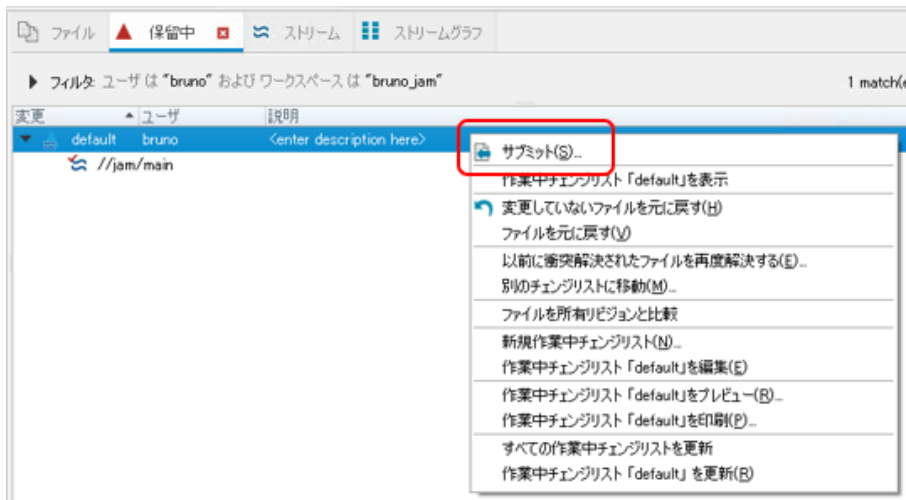 ファイル 保留中 ストリーム ストリームグラフ
フィルタ: ユーザ は "bruno" および ワークスペース は "bruno_jam" 1 match(e
変更 ユーザ 説明
default bruno <enter description here>
//jam/main
サブミット(S)...
作業中チェンジリスト「default」を表示
変更していないファイルを元に戻す(H)
ファイルを元に戻す(V)
以前に衝突解決されたファイルを再度解決する(E)...
別のチェンジリストに移動(M)...
ファイルを所有リビジョンと比較
新規作業中チェンジリスト(N)...
作業中チェンジリスト「default」を編集(E)
作業中チェンジリスト「default」をプレビュー(R)...
作業中チェンジリスト「default」を印刷(P)...
すべての作業中チェンジリストを更新
作業中チェンジリスト「default」 を更新(R)